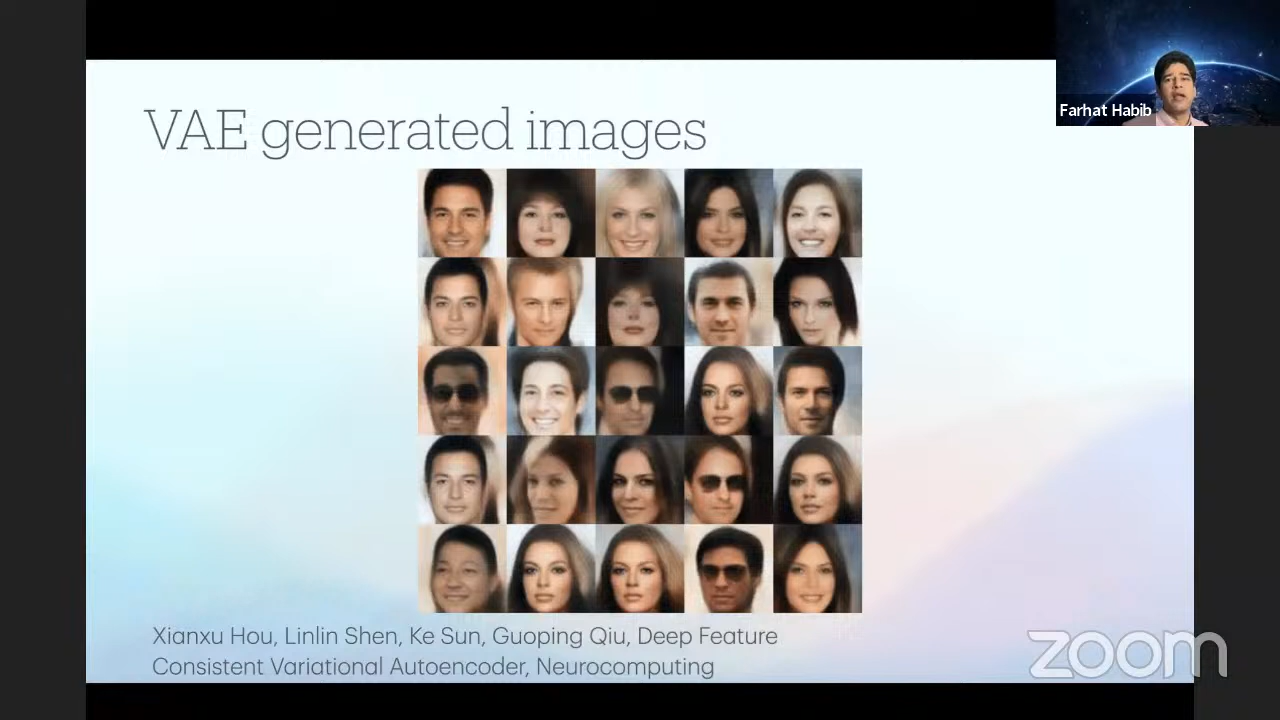 Farhat Habib
VAE generated images
Xianxu Hou, Linlin Shen, Ke Sun, Guoping Qiu, Deep Feature
Consistent Variational Autoencoder, Neurocomputing
zoom